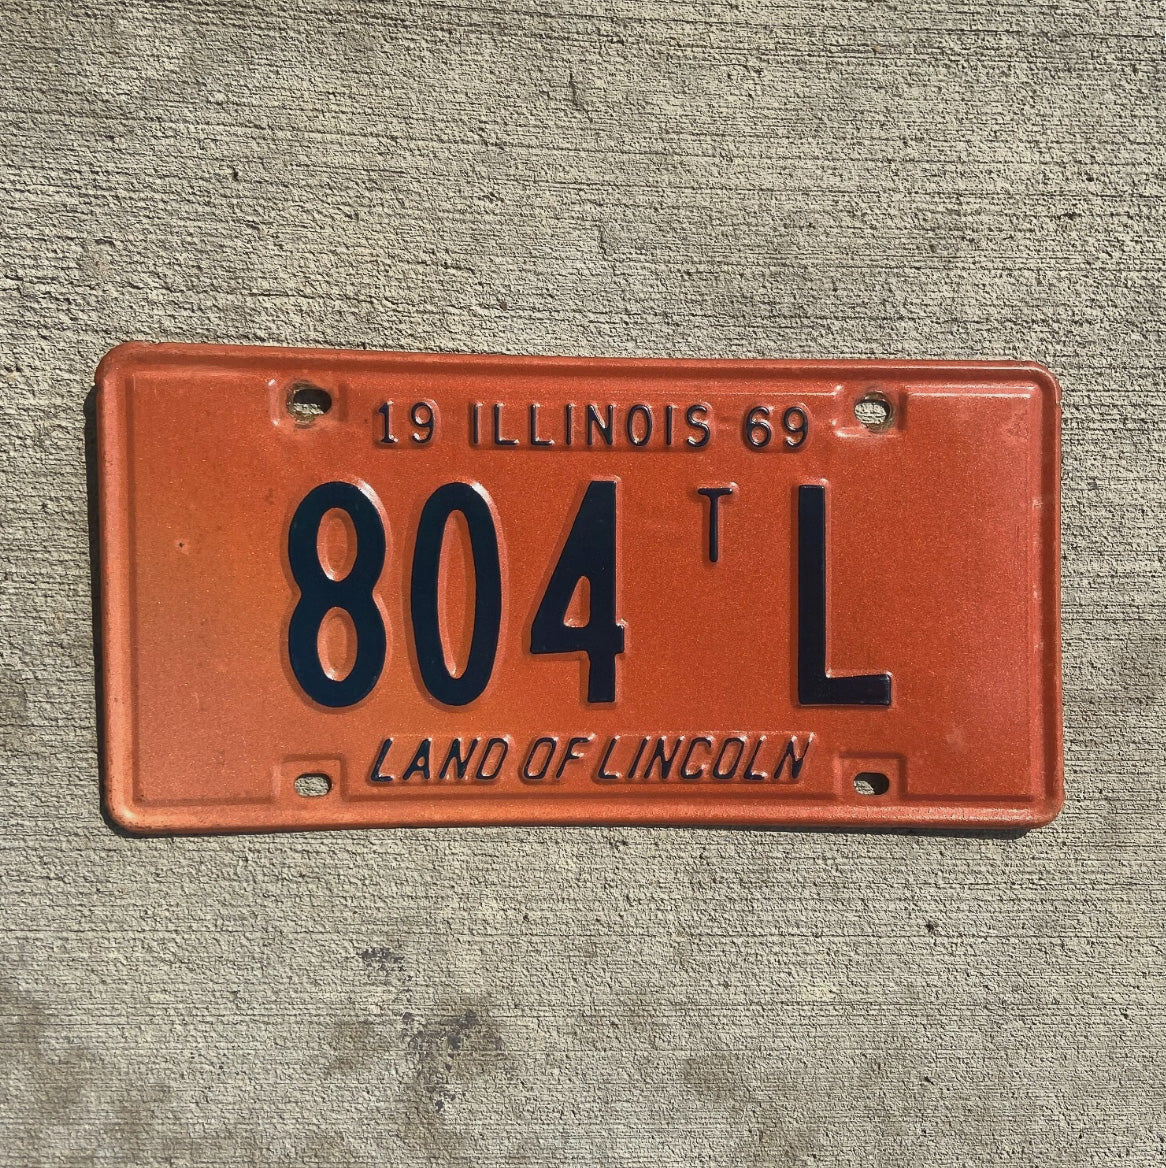 19 ILLINOIS 69
804 T L
LAND OF LINCOLN